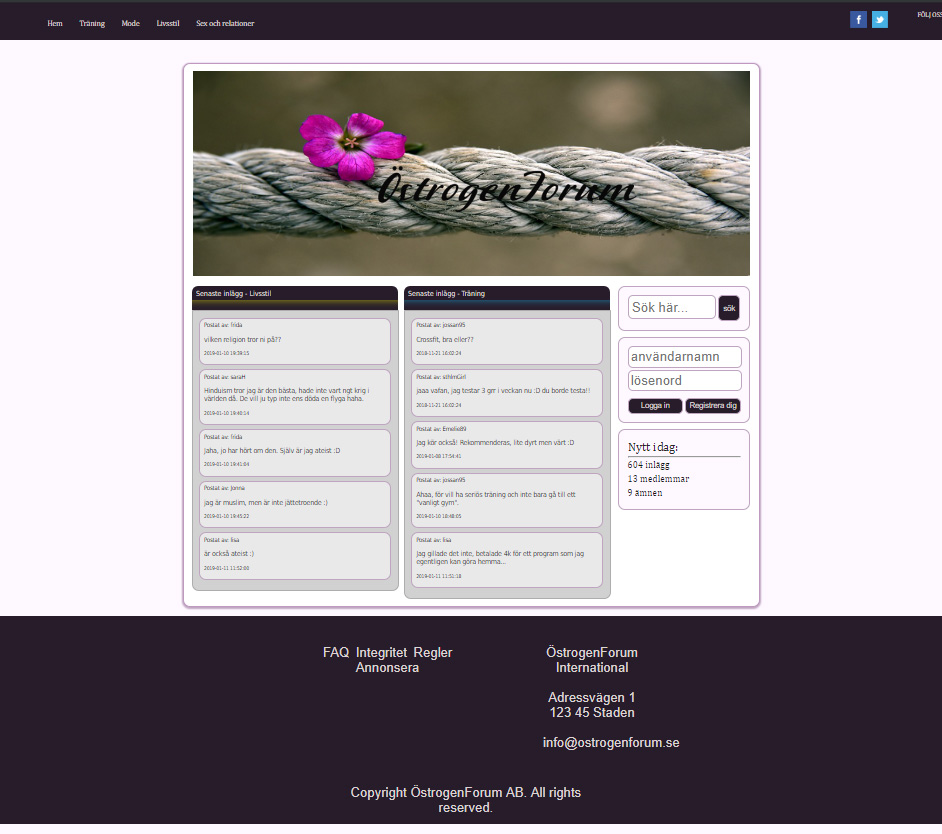 Hem Träning Mode Livsstil Sex och relationer
FÖLJ OSS
ÖstrogenForum
Senaste inlägg - Livsstil
Postat av: frida
vilken religion tror ni på??
2019-01-10 19:39:15
Postat av: saraH
Hinduism tror jag är den bästa, hade inte vart ngt krig i
världen då. De vill ju typ inte ens döda en flyga haha.
2019-01-10 19:40:14
Postat av: frida
jaha, jo har hört om den. Själv är jag ateist :D
2019-01-10 19:41:04
Postat av: Jonna
jag är muslim, men är inte jättetroende :)
2019-01-10 19:45:22
Postat av: lisa
är också ateist :)
2019-01-11 11:52:00
Senaste inlägg - Träning
Postat av: jossan95
Crossfit, bra eller??
2018-11-21 16:02:24
Postat av: sthlmGirl
jaaa vafan, jag testar 3 grr i veckan nu :D du borde testa!!
2018-11-21 16:02:24
Postat av: Emelie89
Jag kör också! Rekommenderas, lite dyrt men värt :D
2019-01-08 17:54:41
Postat av: jossan95
Ahaa, för vill ha seriös träning och inte bara gå till ett
"vanligt gym".
2019-01-10 18:48:05
Postat av: lisa
Jag gillade det inte, betalade 4k för ett program som jag
egentligen kan göra hemma...
2019-01-11 11:51:18
Sök här... sök
användarnamn
lösenord
Logga in Registrera dig
Nytt idag:
604 inlägg
13 medlemmar
9 ämnen
FAQ Integritet Regler
Annonsera
ÖstrogenForum
International
Adressvägen 1
123 45 Staden
info@ostrogenforum.se
Copyright ÖstrogenForum AB. All rights
reserved.